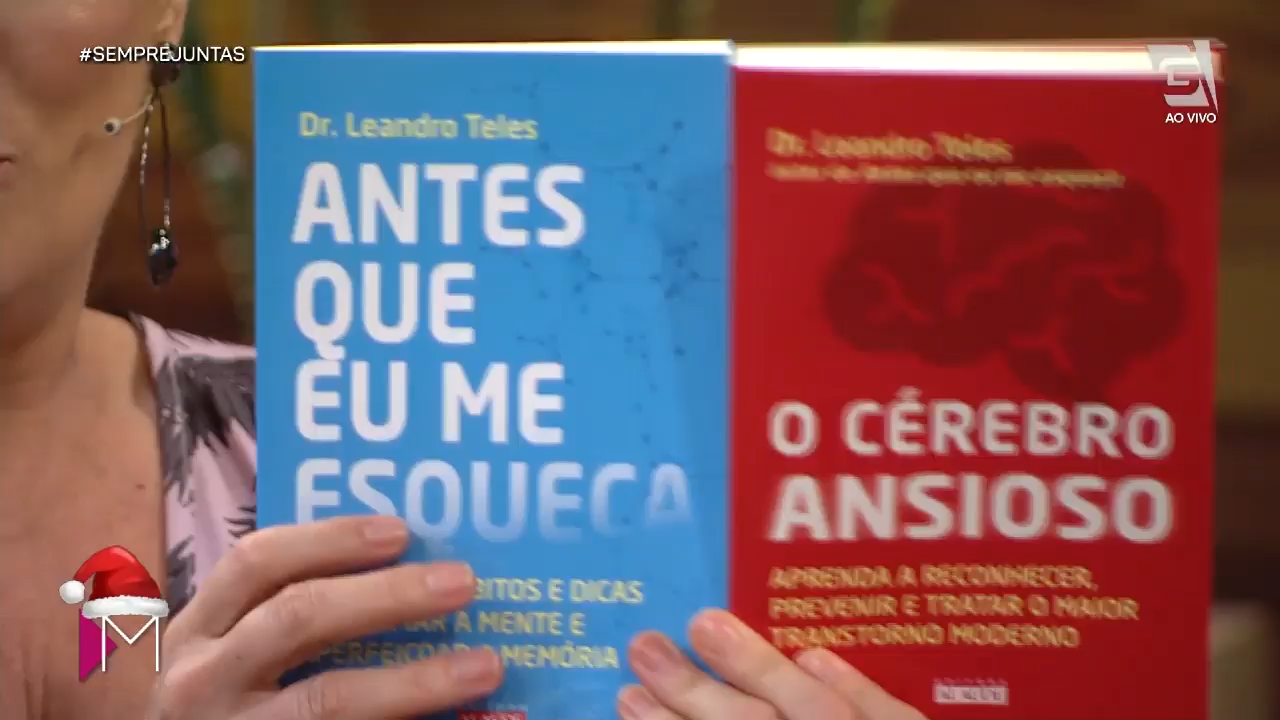 #SEMPREJUNTAS
AO VIVO
Dr. Leandro Teles
ANTES
QUE
EU ME
ESQUEÇA
BITOS E DICAS
A MENTE E
MEMÓRIA
Dr. Leandro Teles
O CÉREBRO
ANSIOSO
APRENDA A RECONHECER,
PREVENIR E TRATAR O MAIOR
TRANSTORNO MODERNO